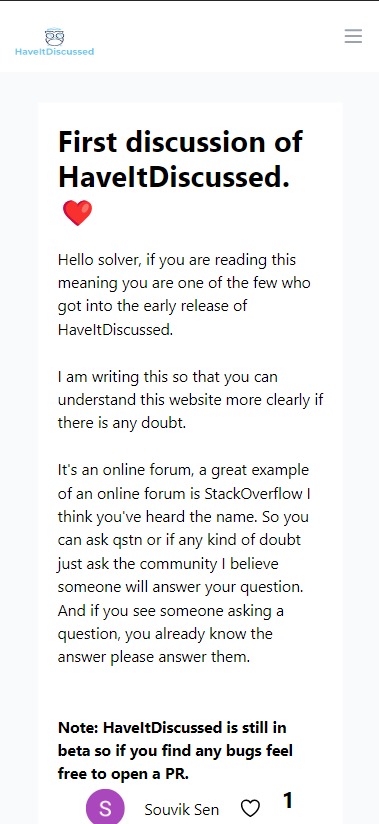 HaveItDiscussed
First discussion of
HaveItDiscussed.
❤️
Hello solver, if you are reading this
meaning you are one of the few who
got into the early release of
HaveItDiscussed.
I am writing this so that you can
understand this website more clearly if
there is any doubt.
It's an online forum, a great example
of an online forum is StackOverflow I
think you've heard the name. So you
can ask qstn or if any kind of doubt
just ask the community I believe
someone will answer your question.
And if you see someone asking a
question, you already know the
answer please answer them.
Note: HaveItDiscussed is still in
beta so if you find any bugs feel
free to open a PR.
S Souvik Sen 1